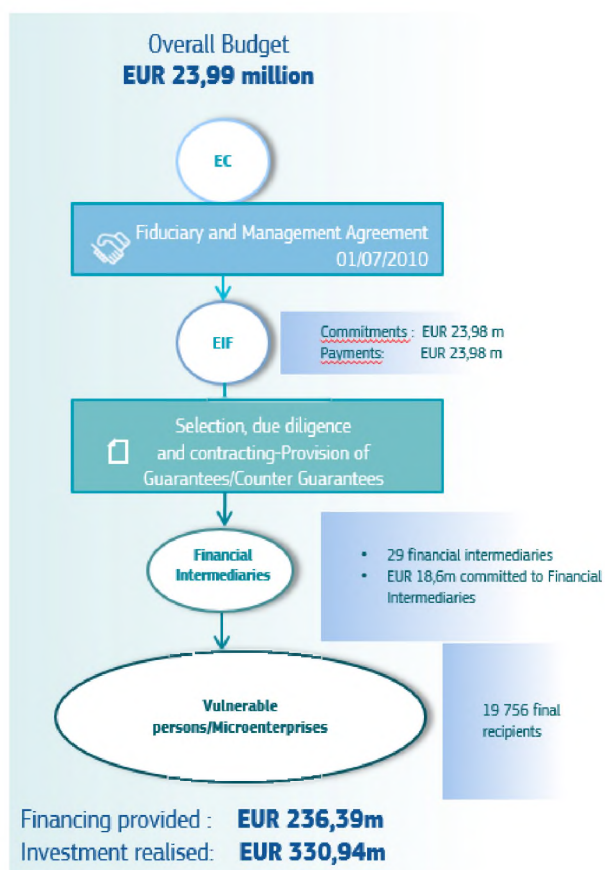 Overall Budget
EUR 23,99 million
EC
Fiduciary and Management Agreement
01/07/2010
EIF
Commitments : EUR 23,98 m
Payments: EUR 23,98 m
Selection, due diligence
and contracting-Provision of
Guarantees/Counter Guarantees
Financial
Intermediaries
• 29 financial intermediaries
• EUR 18,6m committed to Financial
Intermediaries
Vulnerable
persons/Microenterprises
19 756 final
recipients
Financing provided : EUR 236,39m
Investment realised: EUR 330,94m